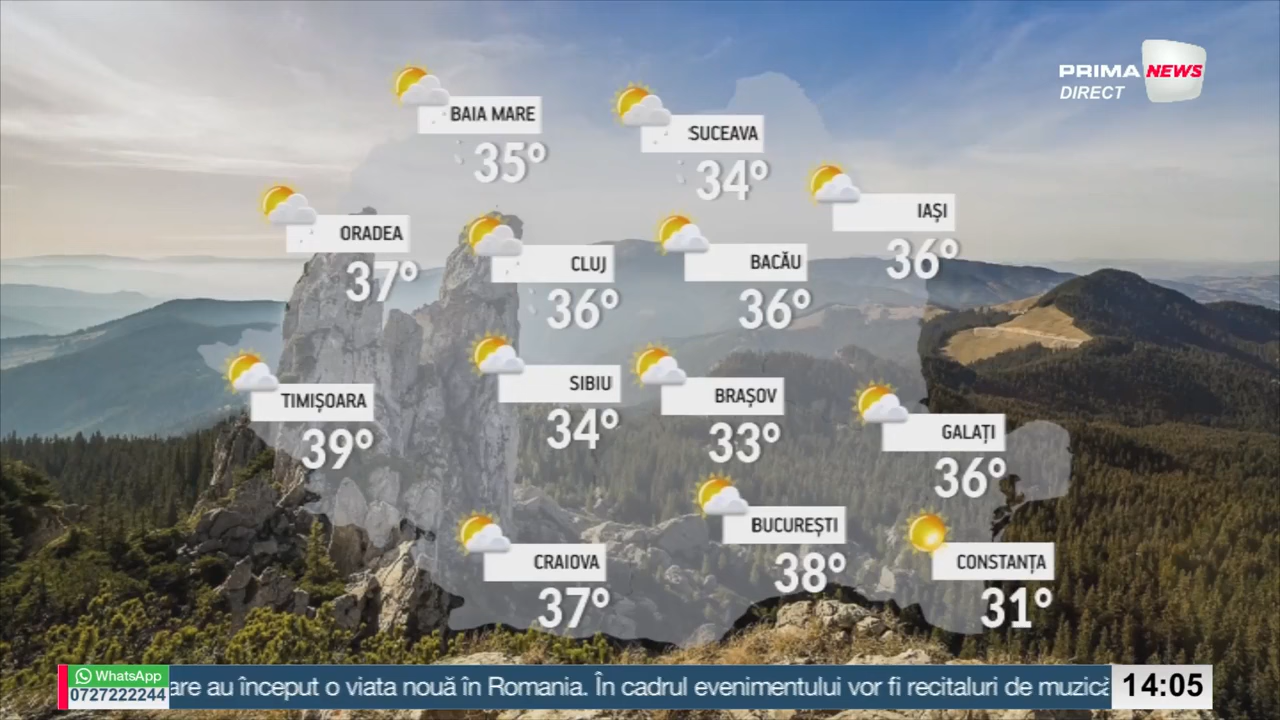 PRIMA NEWS
DIRECT
BAIA MARE
35°
SUCEAVA
34°
IAȘI
36°
ORADEA
37°
CLUJ
36°
BACĂU
36°
TIMIȘOARA
39°
SIBIU
34°
BRAȘOV
33°
GALAȚI
36°
CRAIOVA
37°
BUCUREȘTI
38°
CONSTANȚA
31°
WhatsApp
0727222244
are au început o viata nouă în Romania. În cadrul evenimentului vor fi recitaluri de muzică
14:05